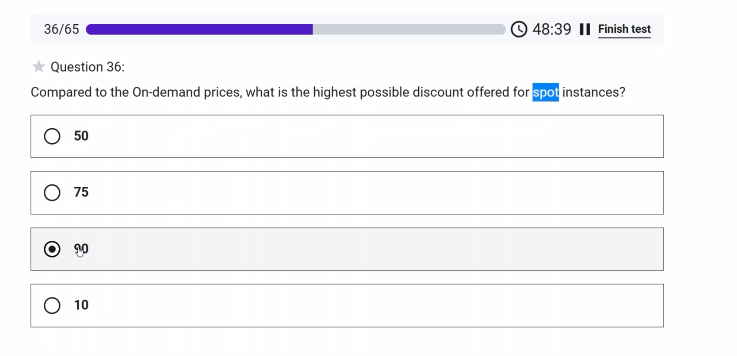 36/65
48:39
Finish test
Question 36:
Compared to the On-demand prices, what is the highest possible discount offered for spot instances?
50
75
90
10